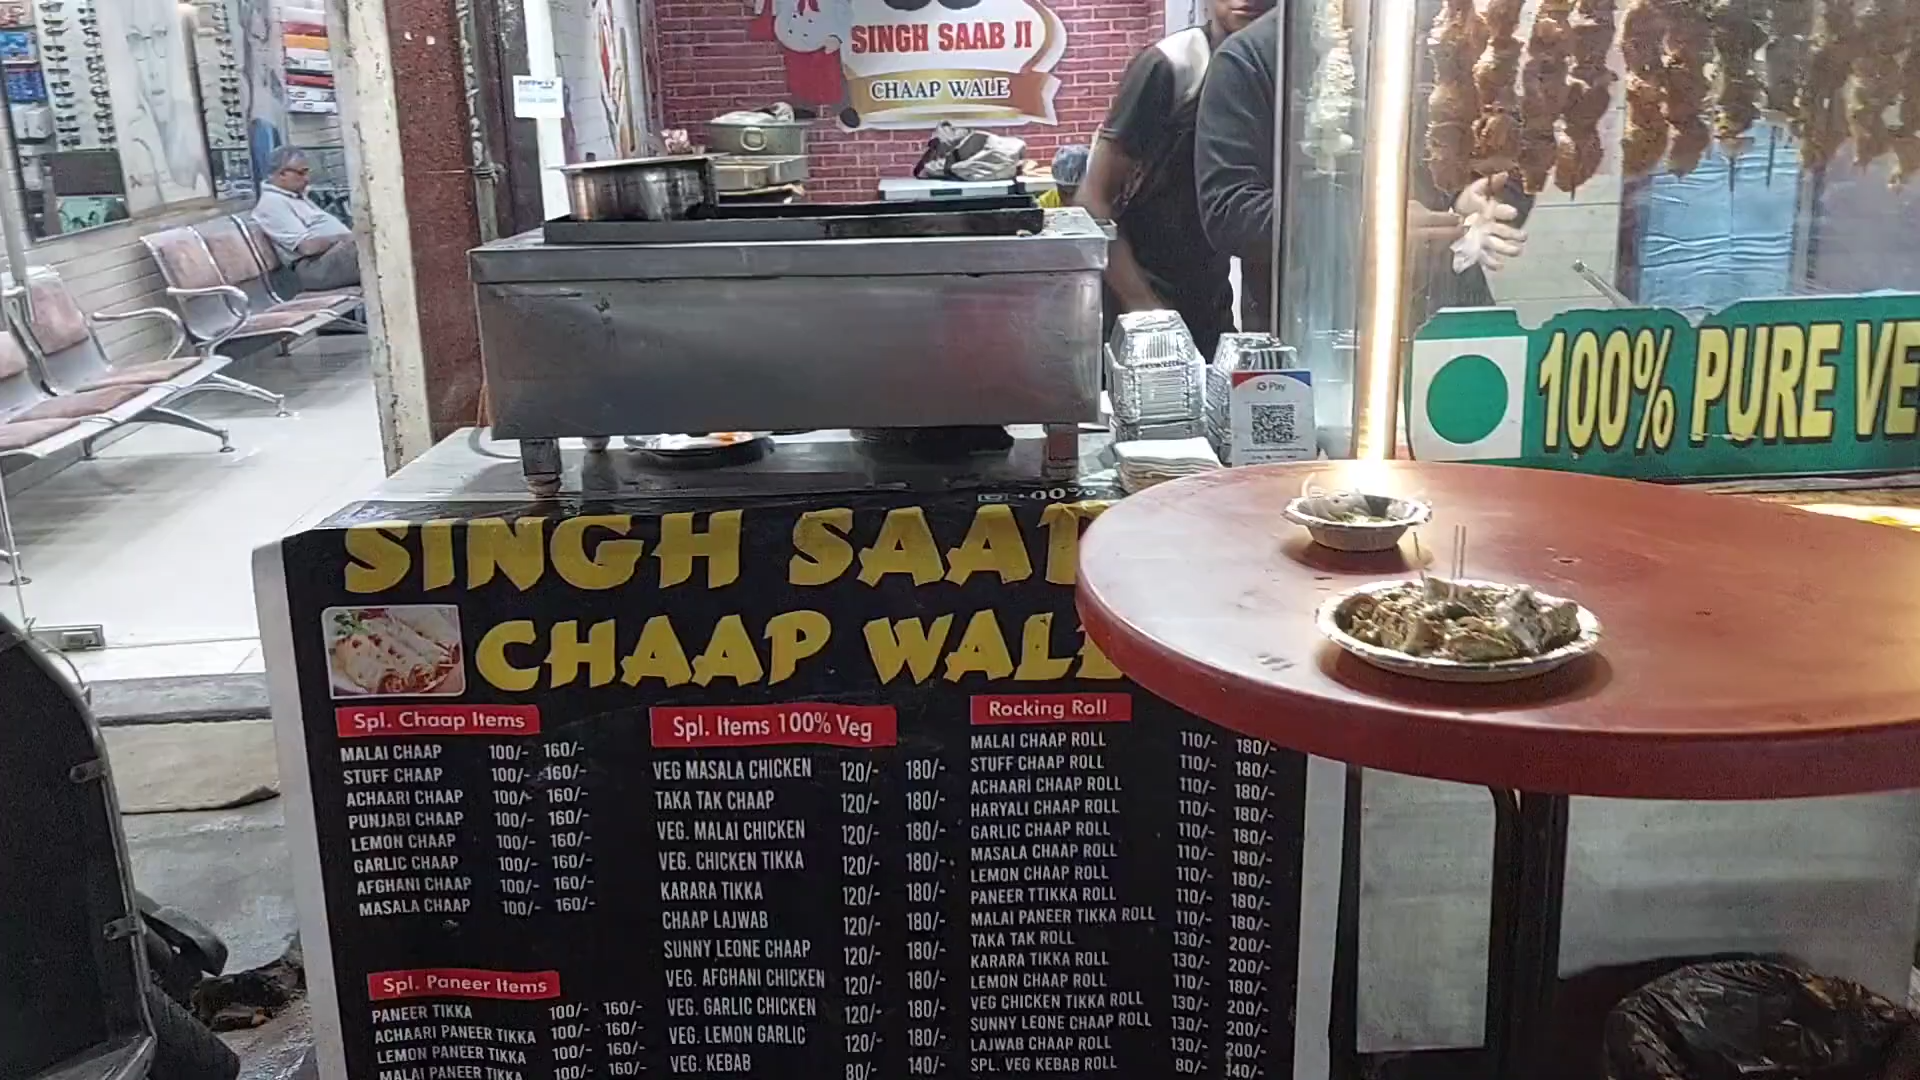 SINGH SAAB JI
CHAAP WALE
G Pay
100% PURE VE
100%
SINGH SAAB
CHAAP WALE
Spl. Chaap Items
MALAI CHAAP 100/- 160/-
STUFF CHAAP 100/- 160/-
ACHAARI CHAAP 100/- 160/-
PUNJABI CHAAP 100/- 160/-
LEMON CHAAP 100/- 160/-
GARLIC CHAAP 100/- 160/-
AFGHANI CHAAP 100/- 160/-
MASALA CHAAP 100/- 160/-
Spl. Paneer Items
PANEER TIKKA 100/- 160/-
ACHAARI PANEER TIKKA 100/- 160/-
LEMON PANEER TIKKA 100/- 160/-
MALAI PANEER TIKKA 100/- 160/-
Spl. Items 100% Veg
VEG MASALA CHICKEN 120/- 180/-
TAKA TAK CHAAP 120/- 180/-
VEG. MALAI CHICKEN 120/- 180/-
VEG. CHICKEN TIKKA 120/- 180/-
KARARA TIKKA 120/- 180/-
CHAAP LAJWAB 120/- 180/-
SUNNY LEONE CHAAP 120/- 180/-
VEG. AFGHANI CHICKEN 120/- 180/-
VEG. GARLIC CHICKEN 120/- 180/-
VEG. LEMON GARLIC 120/- 180/-
VEG. KEBAB 80/- 140/-
Rocking Roll
MALAI CHAAP ROLL 110/- 180/-
STUFF CHAAP ROLL 110/- 180/-
ACHAARI CHAAP ROLL 110/- 180/-
HARYALI CHAAP ROLL 110/- 180/-
GARLIC CHAAP ROLL 110/- 180/-
MASALA CHAAP ROLL 110/- 180/-
LEMON CHAAP ROLL 110/- 180/-
PANEER TTIKKA ROLL 110/- 180/-
MALAI PANEER TIKKA ROLL 110/- 180/-
TAKA TAK ROLL 130/- 200/-
KARARA TIKKA ROLL 130/- 200/-
LEMON CHAAP ROLL 110/- 180/-
VEG CHICKEN TIKKA ROLL 130/- 200/-
SUNNY LEONE CHAAP ROLL 130/- 200/-
LAJWAB CHAAP ROLL 130/- 200/-
SPL. VEG KEBAB ROLL 80/- 140/-